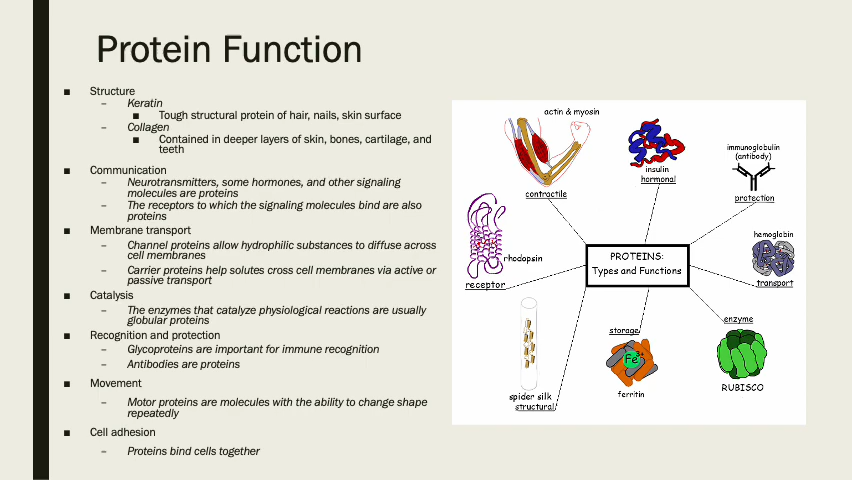 Protein Function
■ Structure
– Keratin
■ Tough structural protein of hair, nails, skin surface
– Collagen
■ Contained in deeper layers of skin, bones, cartilage, and
teeth
■ Communication
– Neurotransmitters, some hormones, and other signaling
molecules are proteins
– The receptors to which the signaling molecules bind are also
proteins
■ Membrane transport
– Channel proteins allow hydrophilic substances to diffuse across
cell membranes
– Carrier proteins help solutes cross cell membranes via active or
passive transport
■ Catalysis
– The enzymes that catalyze physiological reactions are usually
globular proteins
■ Recognition and protection
– Glycoproteins are important for immune recognition
– Antibodies are proteins
■ Movement
– Motor proteins are molecules with the ability to change shape
repeatedly
■ Cell adhesion
– Proteins bind cells together
actin & myosin
contractile
insulin
hormonal
immunoglobulin
(antibody)
protection
rhodopsin
receptor
PROTEINS:
Types and Functions
hemoglobin
transport
spider silk
structural
storage
Fe
ferritin
enzyme
RUBISCO